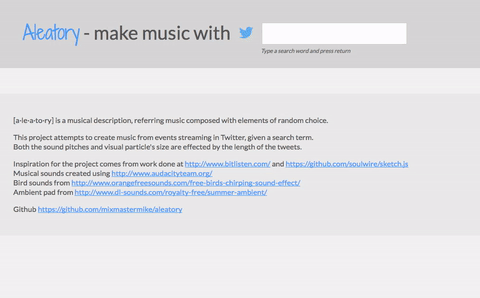 Aleatory - make music with
Type a search word and press return
[a·le·a·to·ry] is a musical description, referring music composed with elements of random choice.
This project attempts to create music from events streaming in Twitter, given a search term.
Both the sound pitches and visual particle's size are effected by the length of the tweets.
Inspiration for the project comes from work done at http://www.bitlisten.com/ and https://github.com/soulwire/sketch.js
Musical sounds created using http://www.audacityteam.org/
Bird sounds from http://www.orangefreesounds.com/free-birds-chirping-sound-effect/
Ambient pad from http://www.dl-sounds.com/royalty-free/summer-ambient/
Github https://github.com/mixmastermike/aleatory